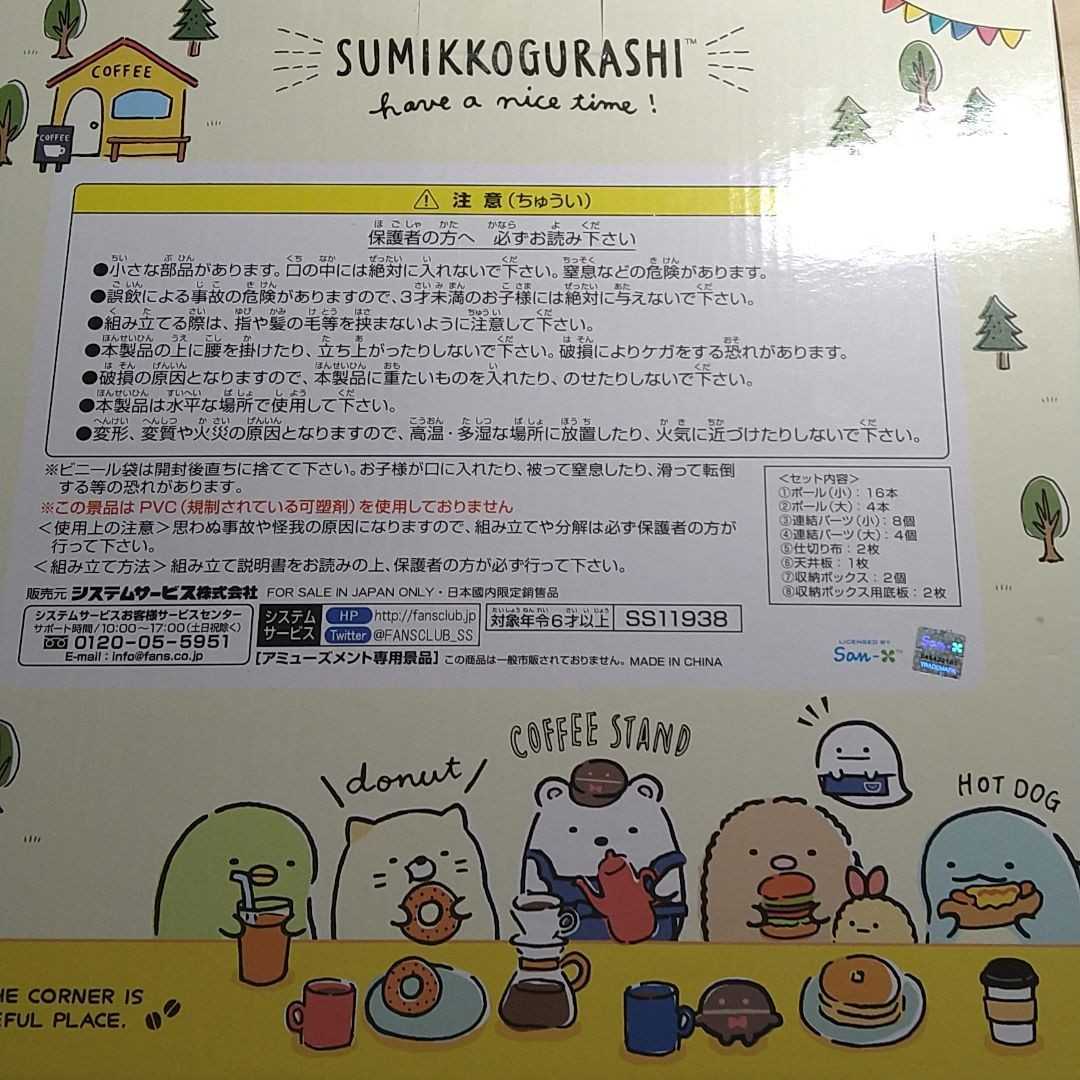 COFFEE
COFFEE
SUMIKKOGURASHI™
have a nice time!
⚠ 注意(ちゅうい)
保護者の方へ 必ずお読み下さい
●小さな部品があります。口の中には絶対に入れないで下さい。窒息などの危険があります。
●誤飲による事故の危険がありますので、3才未満のお子様には絶対に与えないで下さい。
●組み立てる際は、指や髪の毛等を挟まないように注意して下さい。
●本製品の上に腰を掛けたり、立ち上がったりしないで下さい。破損によりケガをする恐れがあります。
●破損の原因となりますので、本製品に重たいものを入れたり、のせたりしないで下さい。
●本製品は水平な場所で使用して下さい。
●変形、変質や火災の原因となりますので、高温・多湿な場所に放置したり、火気に近づけたりしないで下さい。
※ビニール袋は開封後直ちに捨てて下さい。お子様が口に入れたり、被って窒息したり、滑って転倒
する等の恐れがあります。
※この景品はPVC(規制されている可塑剤)を使用しておりません
<使用上の注意>思わぬ事故や怪我の原因になりますので、組み立てや分解は必ず保護者の方が
行って下さい。
<組み立て方法>組み立て説明書をお読みの上、保護者の方が必ず行って下さい。
<セット内容>
①ポール(小):16本
②ポール(大):4本
③連結パーツ(小):8個
④連結パーツ(大):4個
⑤仕切り布:2枚
⑥天井板:1枚
⑦収納ボックス:2個
⑧収納ボックス用底板:2枚
販売元 システムサービス株式会社 FOR SALE IN JAPAN ONLY・日本國内限定銷售品
システムサービスお客様サービスセンター
サポート時間/10:00〜17:00(土日祝除く)
0120-05-5951
E-mail:info@fans.co.jp
システムサービス
HP http://fansclub.jp
Twitter @FANSCLUB_SS
対象年令6才以上 SS11938
【アミューズメント専用景品】この商品は一般市販されておりません。MADE IN CHINA
LICENSED BY
San-X™
San-X
TRADEMARK
COFFEE STAND
donut
HOT DOG
HE CORNER IS
EFUL PLACE.